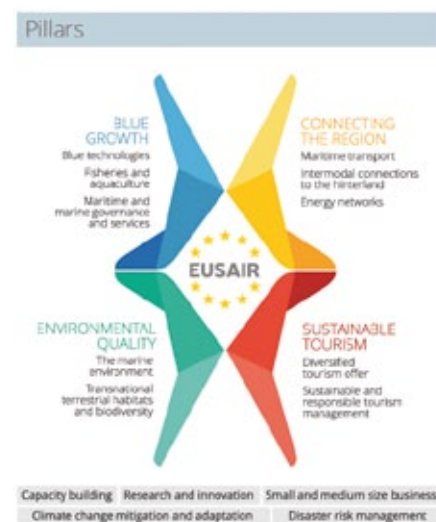 Pillars
BLUE
GROWTH
Blue technologies
Fisheries and
aquaculture
Maritime and
marine governance
and services
CONNECTING
THE REGION
Maritime transport
Intermodal connections
to the hinterland
Energy networks
EUSAIR
ENVIRONMENTAL
QUALITY
The marine
environment
Transnational
terrestrial habitats
and biodiversity
SUSTAINABLE
TOURISM
Diversified
tourism offer
Sustainable and
responsible tourism
management
Capacity building Research and innovation Small and medium size business
Climate change mitigation and adaptation Disaster risk management